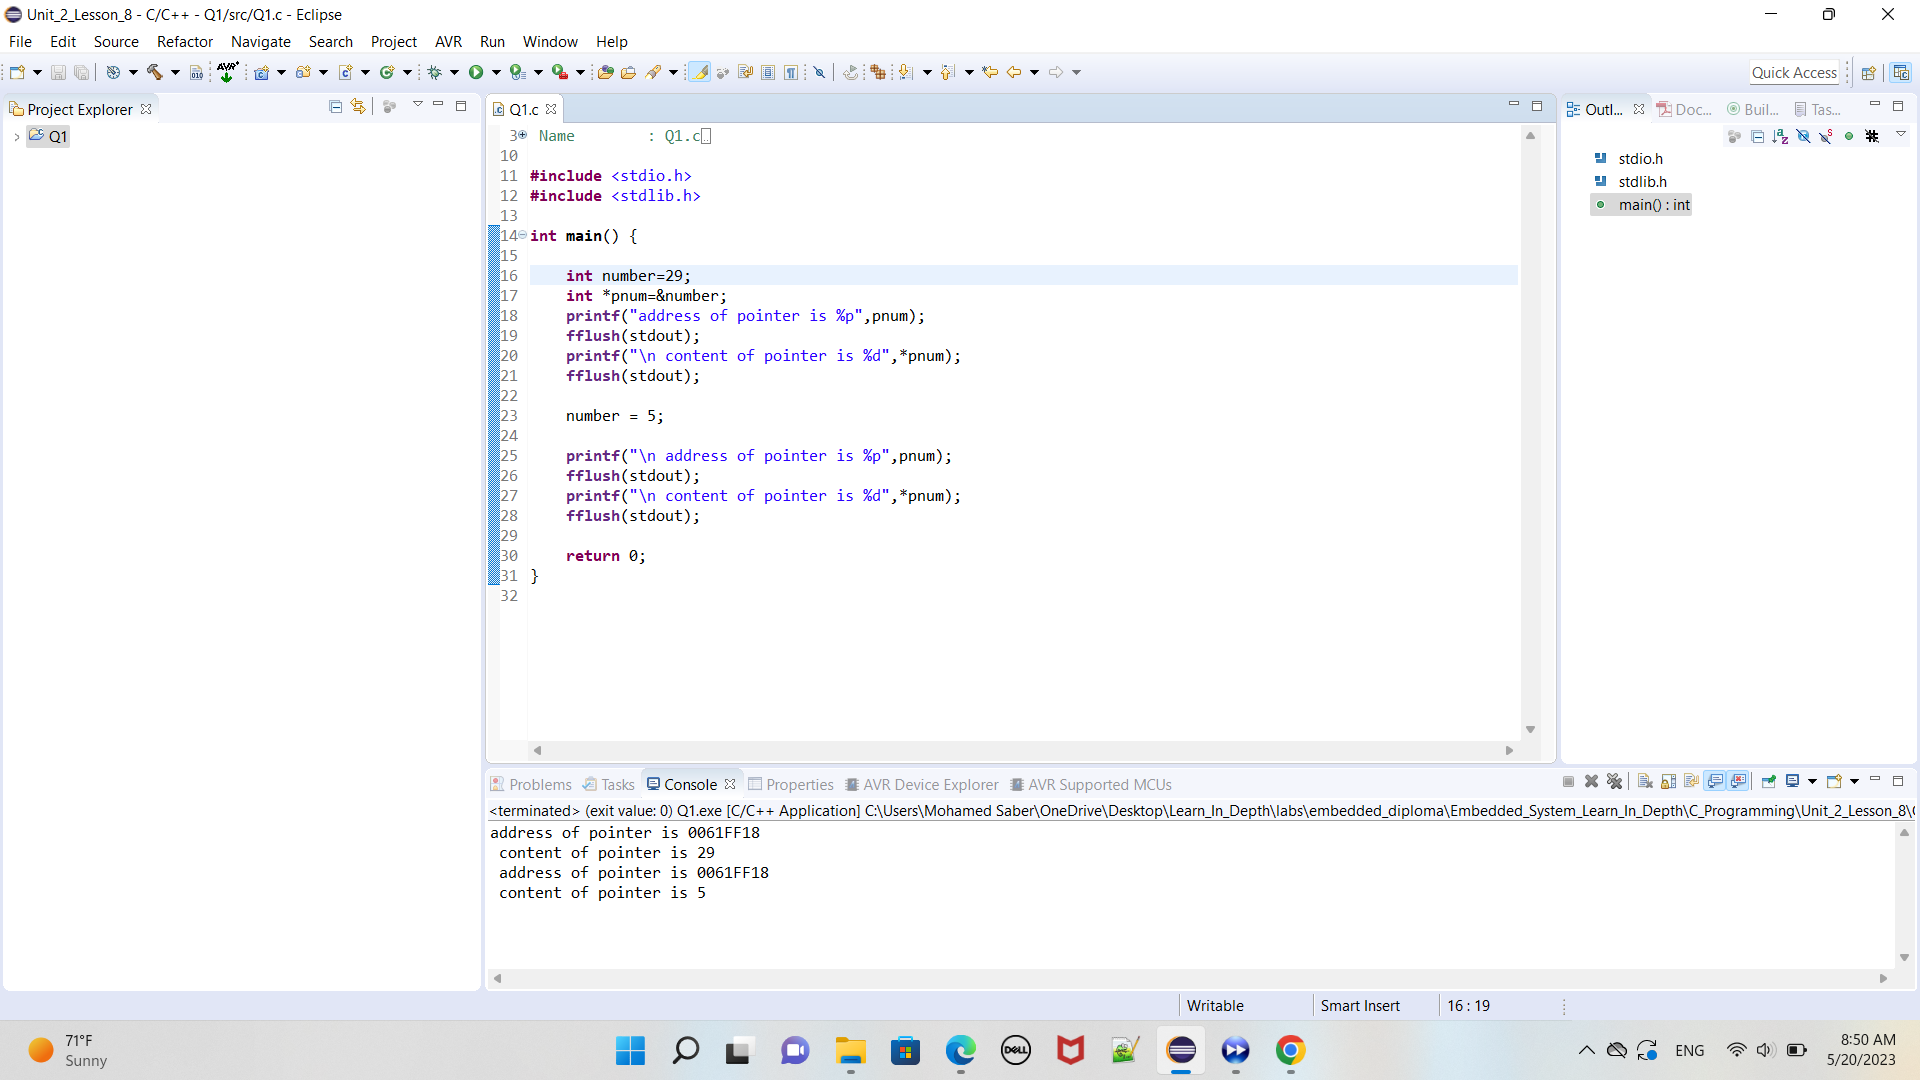 Unit_2_Lesson_8 - C/C++ - Q1/src/Q1.c - Eclipse
File Edit Source Refactor Navigate Search Project AVR Run Window Help
Quick Access
Project Explorer
Q1
Q1.c
3 Name : Q1.c
10
11 #include <stdio.h>
12 #include <stdlib.h>
13
14 int main() {
15
16 int number=29;
17 int *pnum=&number;
18 printf("address of pointer is %p",pnum);
19 fflush(stdout);
20 printf("\n content of pointer is %d",*pnum);
21 fflush(stdout);
22
23 number = 5;
24
25 printf("\n address of pointer is %p",pnum);
26 fflush(stdout);
27 printf("\n content of pointer is %d",*pnum);
28 fflush(stdout);
29
30 return 0;
31 }
32
Outl... Doc... Buil... Tas...
stdio.h
stdlib.h
main() : int
Problems Tasks Console Properties AVR Device Explorer AVR Supported MCUs
<terminated> (exit value: 0) Q1.exe [C/C++ Application] C:\Users\Mohamed Saber\OneDrive\Desktop\Learn_In_Depth\labs\embedded_diploma\Embedded_System_Learn_In_Depth\C_Programming\Unit_2_Lesson_8\
address of pointer is 0061FF18
content of pointer is 29
address of pointer is 0061FF18
content of pointer is 5
Writable Smart Insert 16 : 19
71°F
Sunny
DELL
ENG
8:50 AM
5/20/2023